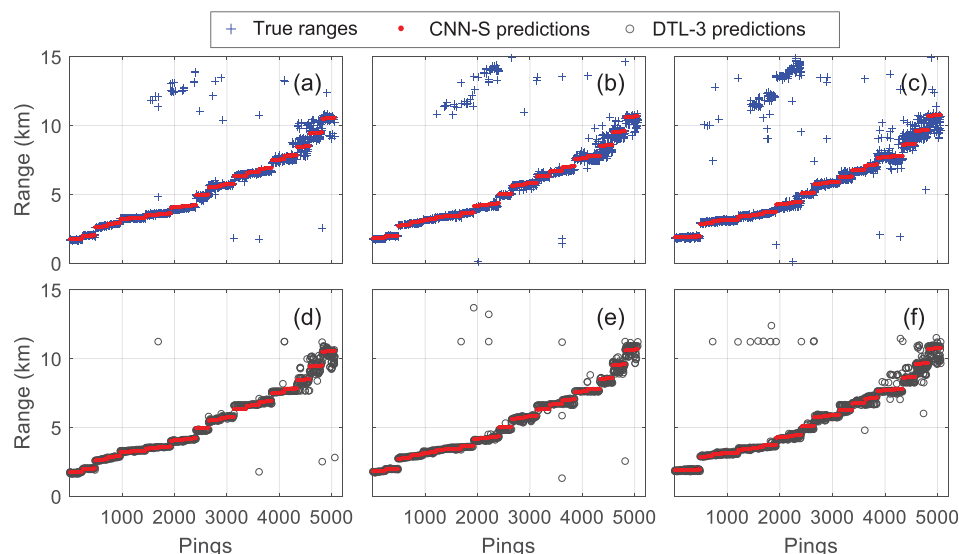 True ranges CNN-S predictions DTL-3 predictions
(a) (b) (c)
15
10
5
0
Range (km)
(d) (e) (f)
15
10
5
0
Range (km)
1000 2000 3000 4000 5000 1000 2000 3000 4000 5000 1000 2000 3000 4000 5000
Pings Pings Pings